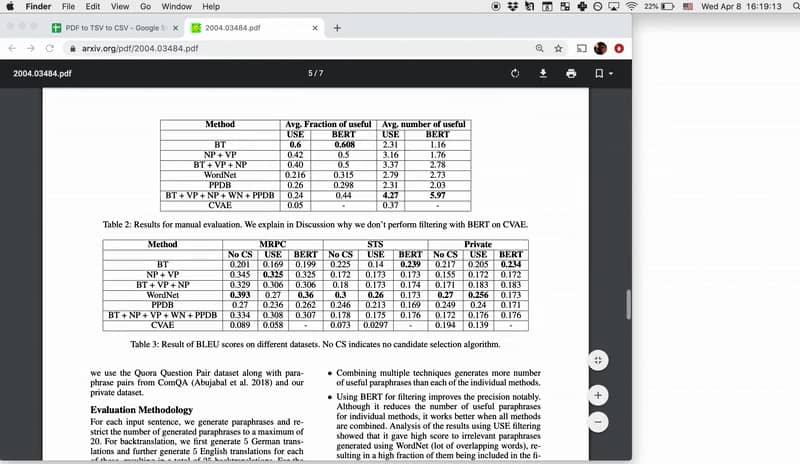 Finder File Edit View Go Window Help 22% Wed Apr 8 16:19:13
PDF to TSV to CSV - Google S 2004.03484.pdf
arxiv.org/pdf/2004.03484.pdf
2004.03484.pdf 5 / 7
Method Avg. Fraction of useful Avg. number of useful
USE BERT USE BERT
BT 0.6 0.608 2.31 1.16
NP + VP 0.42 0.5 3.16 1.76
BT + VP + NP 0.40 0.5 3.37 2.78
WordNet 0.216 0.315 2.79 2.73
PPDB 0.26 0.298 2.31 2.03
BT + VP + NP + WN + PPDB 0.24 0.44 4.27 5.97
CVAE 0.05 - 0.37 -
Table 2: Results for manual evaluation. We explain in Discussion why we don't perform filtering with BERT on CVAE.
Method MRPC STS Private
No CS USE BERT No CS USE BERT No CS USE BERT
BT 0.201 0.169 0.199 0.225 0.14 0.239 0.217 0.205 0.234
NP + VP 0.345 0.325 0.325 0.172 0.173 0.173 0.155 0.172 0.172
BT + VP + NP 0.329 0.306 0.306 0.18 0.173 0.174 0.171 0.183 0.183
WordNet 0.393 0.27 0.36 0.3 0.26 0.173 0.27 0.256 0.173
PPDB 0.27 0.236 0.262 0.246 0.213 0.169 0.249 0.24 0.171
BT + NP + VP + WN + PPDB 0.334 0.308 0.307 0.178 0.175 0.176 0.172 0.176 0.176
CVAE 0.089 0.058 - 0.073 0.0297 - 0.194 0.139 -
Table 3: Result of BLEU scores on different datasets. No CS indicates no candidate selection algorithm.
we use the Quora Question Pair dataset along with para-
phrase pairs from ComQA (Abujabal et al. 2018) and our
private dataset.
Evaluation Methodology
For each input sentence, we generate paraphrases and re-
strict the number of generated paraphrases to a maximum of
20. For backtranslation, we first generate 5 German trans-
lations and further generate 5 English translations for each
• Combining multiple techniques generates more number
of useful paraphrases than each of the individual methods.
• Using BERT for filtering improves the precision notably.
Although it reduces the number of useful paraphrases
for individual methods, it works better when all methods
are combined. Analysis of the results using USE filtering
showed that it gave high score to irrelevant paraphrases
generated using WordNet (lot of overlapping words), re-
sulting in a high fraction of them being included in the fi-